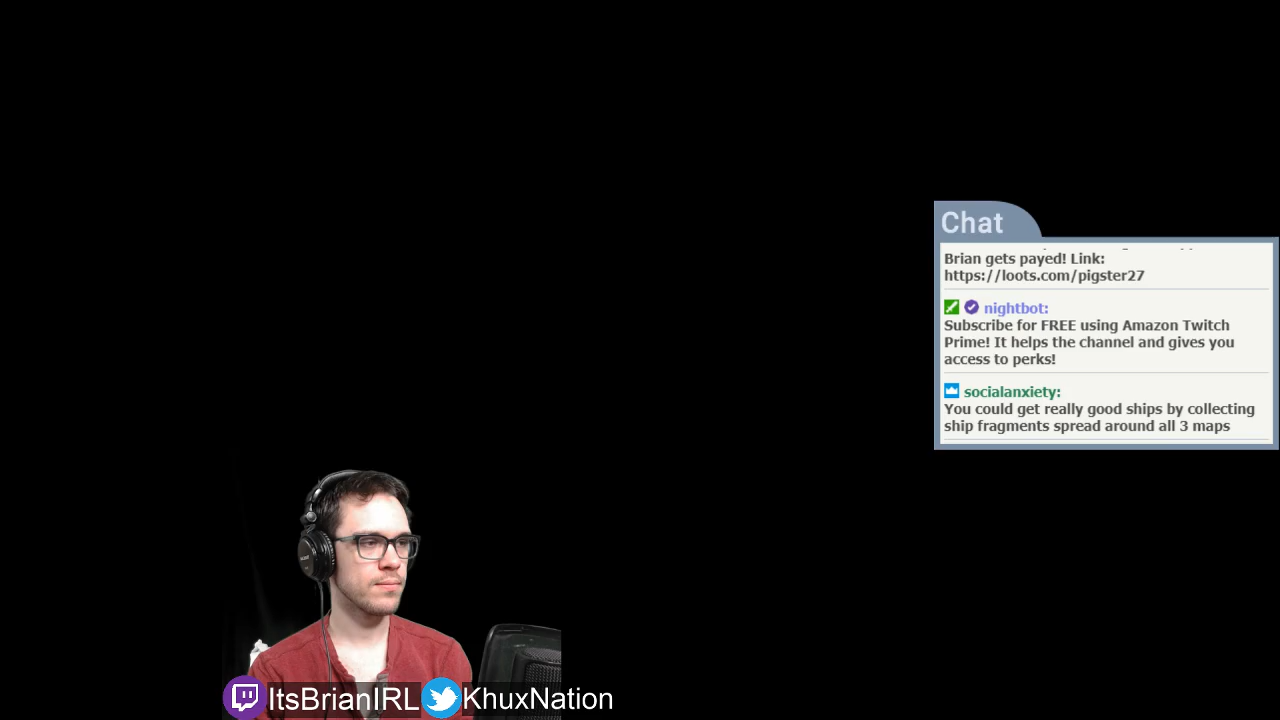 Chat
Brian gets payed! Link:
https://loots.com/pigster27
nightbot:
Subscribe for FREE using Amazon Twitch
Prime! It helps the channel and gives you
access to perks!
socialanxiety:
You could get really good ships by collecting
ship fragments spread around all 3 maps
ItsBrianIRL KhuxNation